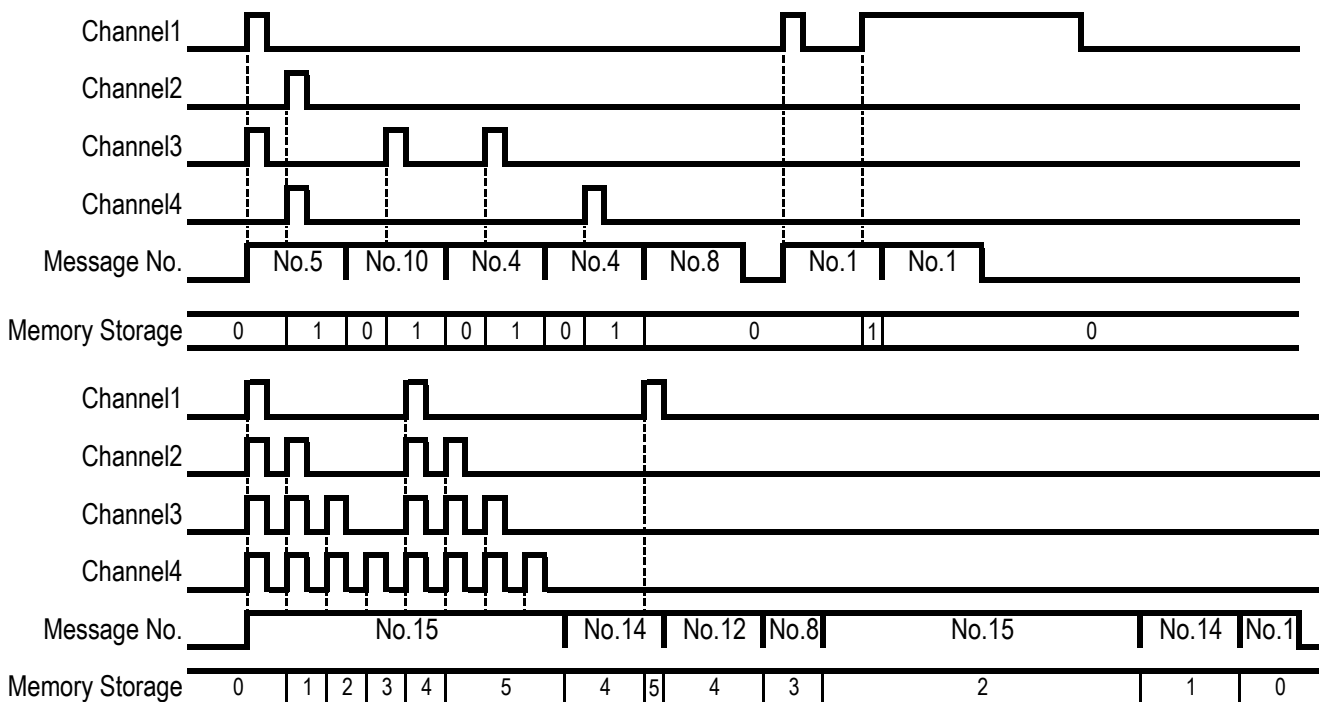 Channel1
Channel2
Channel3
Channel4
Message No. No.5 No.10 No.4 No.4 No.8 No.1 No.1
Memory Storage 0 1 0 1 0 1 0 1 0 1 0
Channel1
Channel2
Channel3
Channel4
Message No. No.15 No.14 No.12 No.8 No.15 No.14 No.1
Memory Storage 0 1 2 3 4 5 4 5 4 3 2 1 0